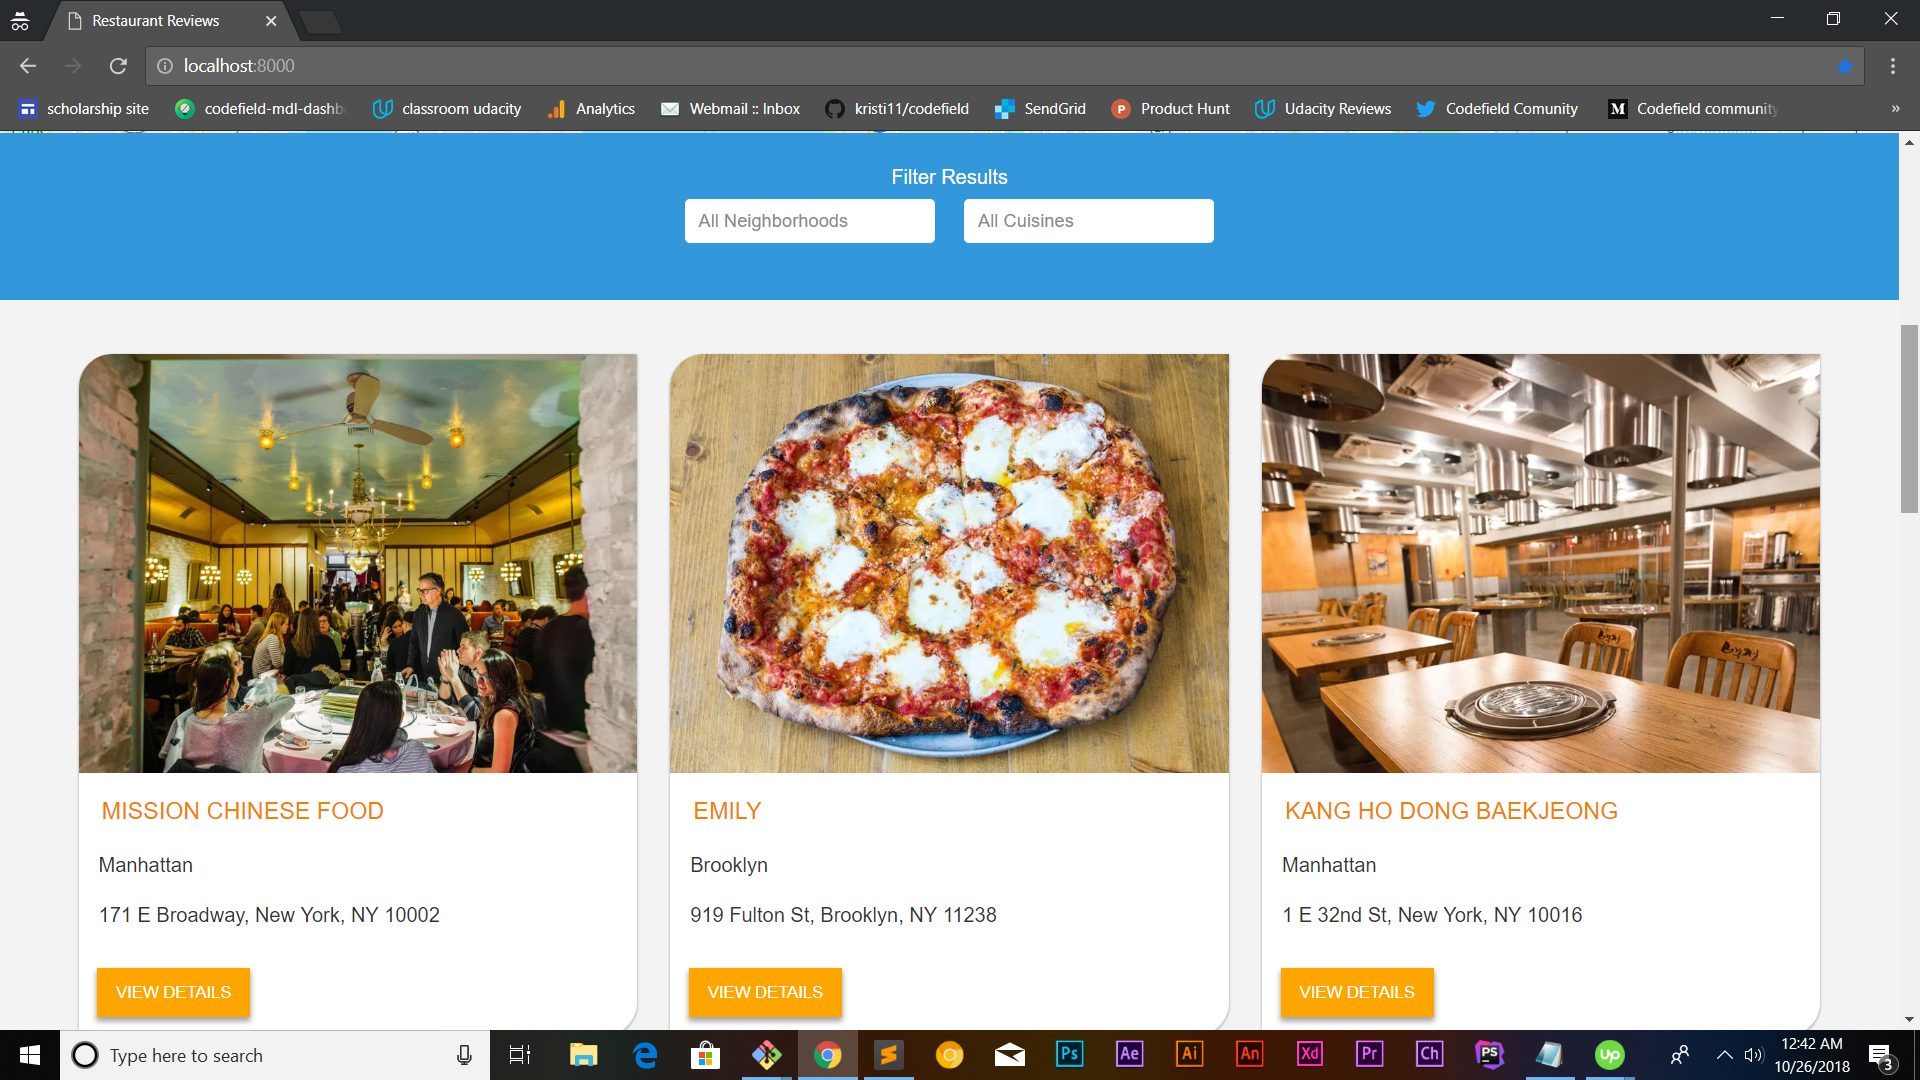 Restaurant Reviews
localhost:8000
scholarship site
codefield-mdl-dashb
classroom udacity
Analytics
Webmail :: Inbox
kristi11/codefield
SendGrid
P
Product Hunt
Udacity Reviews
Codefield Comunity
M
Codefield community
»
Filter Results
All Neighborhoods
All Cuisines
MISSION CHINESE FOOD
Manhattan
171 E Broadway, New York, NY 10002
VIEW DETAILS
EMILY
Brooklyn
919 Fulton St, Brooklyn, NY 11238
VIEW DETAILS
KANG HO DONG BAEKJEONG
Manhattan
1 E 32nd St, New York, NY 10016
VIEW DETAILS
Type here to search
Ps
Ae
Ai
An
Xd
Pr
Ch
PS
up
12:42 AM
10/26/2018
3